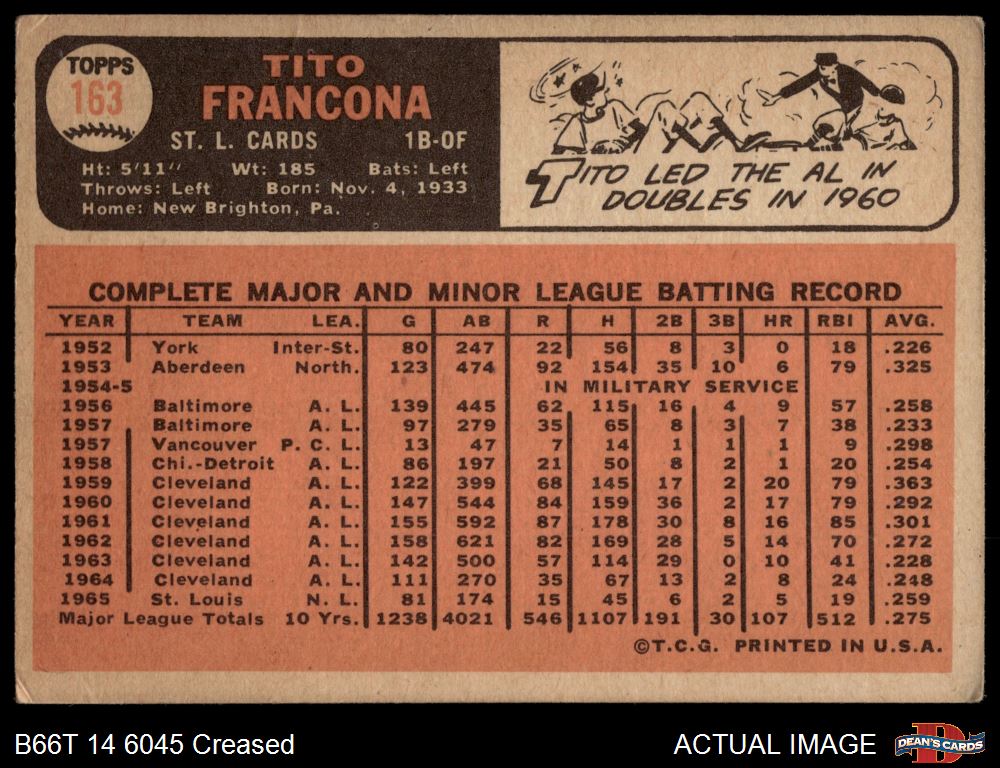 TOPPS
163
TITO
FRANCONA
ST. L. CARDS 1B-OF
Ht: 5'11" Wt: 185 Bats: Left
Throws: Left Born: Nov. 4, 1933
Home: New Brighton, Pa.
TITO LED THE AL IN
DOUBLES IN 1960
COMPLETE MAJOR AND MINOR LEAGUE BATTING RECORD
YEAR TEAM LEA. G AB R H 2B 3B HR RBI AVG.
1952 York Inter-St. 80 247 22 56 8 3 0 18 .226
1953 Aberdeen North. 123 474 92 154 35 10 6 79 .325
1954-5 IN MILITARY SERVICE
1956 Baltimore A. L. 139 445 62 115 16 4 9 57 .258
1957 Baltimore A. L. 97 279 35 65 8 3 7 38 .233
1957 Vancouver P. C. L. 13 47 7 14 1 1 1 9 .298
1958 Chi.-Detroit A. L. 86 197 21 50 8 2 1 20 .254
1959 Cleveland A. L. 122 399 68 145 17 2 20 79 .363
1960 Cleveland A. L. 147 544 84 159 36 2 17 79 .292
1961 Cleveland A. L. 155 592 87 178 30 8 16 85 .301
1962 Cleveland A. L. 158 621 82 169 28 5 14 70 .272
1963 Cleveland A. L. 142 500 57 114 29 0 10 41 .228
1964 Cleveland A. L. 111 270 35 67 13 2 8 24 .248
1965 St. Louis N. L. 81 174 15 45 6 2 5 19 .259
Major League Totals 10 Yrs. 1238 4021 546 1107 191 30 107 512 .275
©T.C.G. PRINTED IN U.S.A.
B66T 14 6045 Creased
ACTUAL IMAGE
D
DEAN'S CARDS